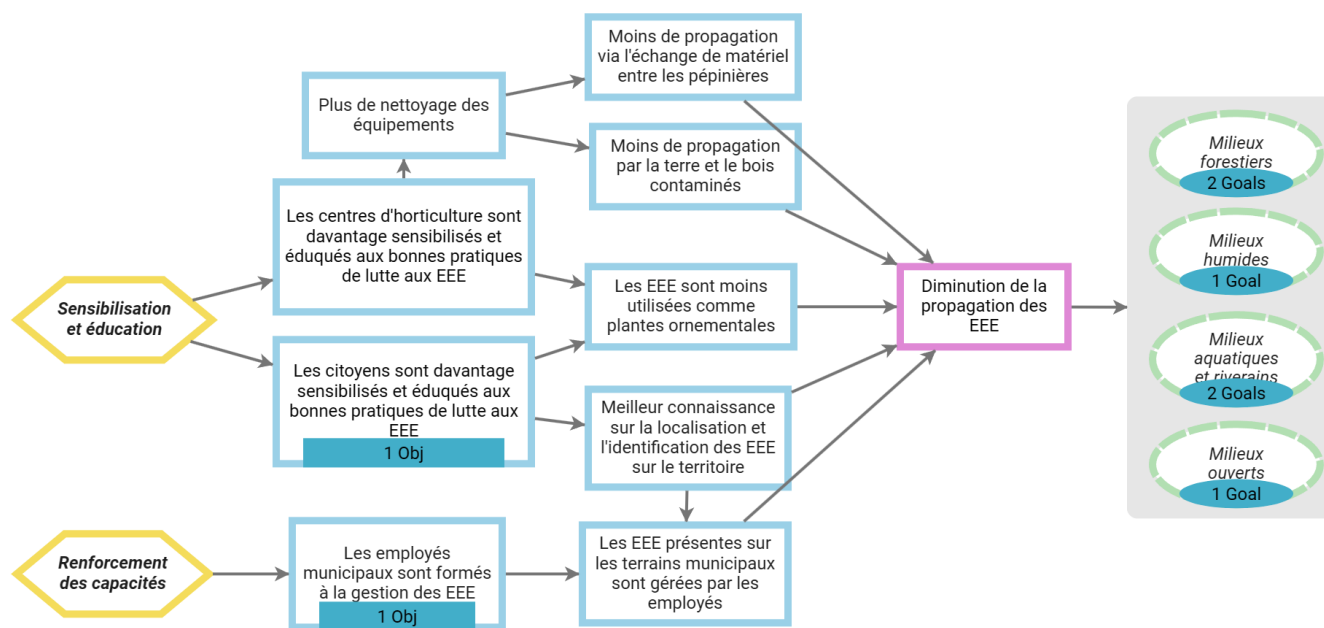 Sensibilisation
et éducation
Renforcement
des capacités
Plus de nettoyage des
équipements
Les centres d'horticulture sont
davantage sensibilisés et
éduqués aux bonnes pratiques
de lutte aux EEE
Les citoyens sont davantage
sensibilisés et éduqués aux
bonnes pratiques de lutte aux
EEE
1 Obj
Les employés
municipaux sont formés
à la gestion des EEE
1 Obj
Moins de propagation
via l'échange de matériel
entre les pépinières
Moins de propagation
par la terre et le bois
contaminés
Les EEE sont moins
utilisées comme
plantes ornementales
Meilleur connaissance
sur la localisation et
l'identification des EEE
sur le territoire
Les EEE présentes sur
les terrains municipaux
sont gérées par les
employés
Diminution de la
propagation des
EEE
Milieux
forestiers
2 Goals
Milieux
humides
1 Goal
Milieux
aquatiques
et riverains
2 Goals
Milieux
ouverts
1 Goal